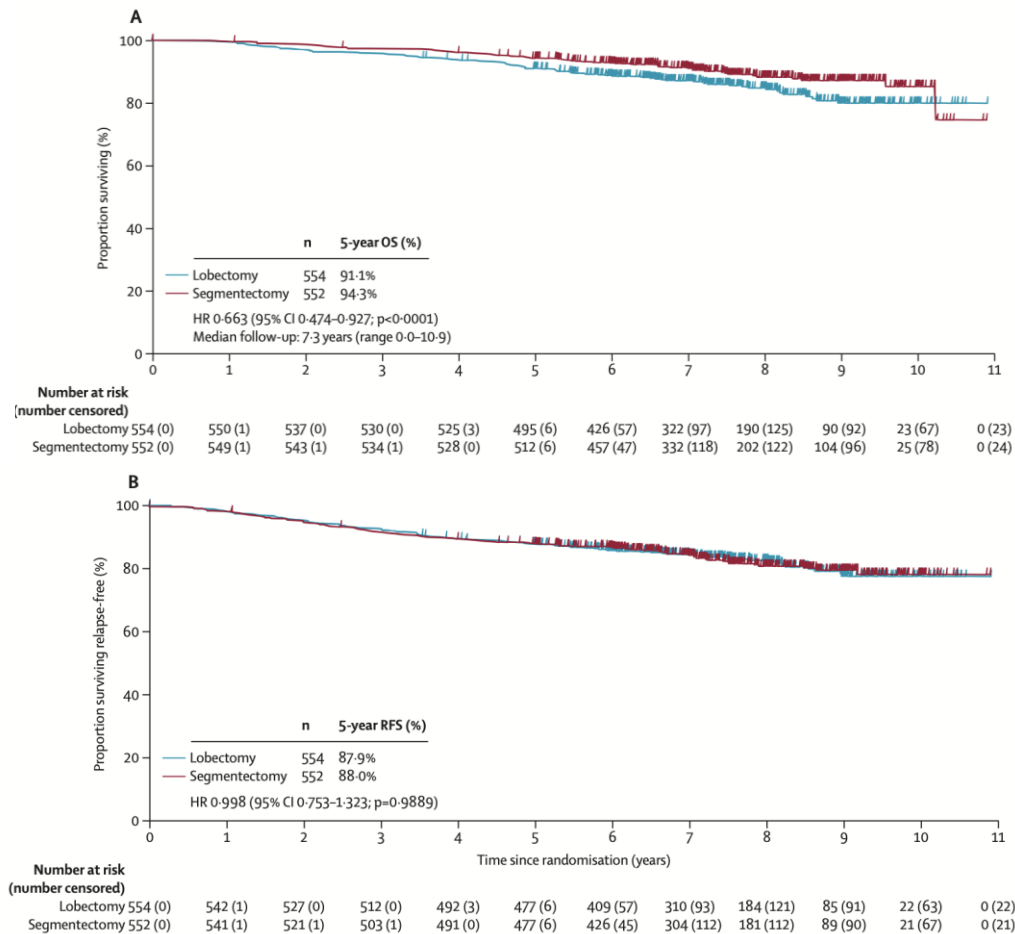 A
100
80
60
40
20
0
Proportion surviving (%)
n 5-year OS (%)
Lobectomy 554 91·1%
Segmentectomy 552 94·3%
HR 0·663 (95% CI 0·474–0·927; p<0·0001)
Median follow-up: 7·3 years (range 0·0–10·9)
0 1 2 3 4 5 6 7 8 9 10 11
Number at risk
(number censored)
Lobectomy 554 (0) 550 (1) 537 (0) 530 (0) 525 (3) 495 (6) 426 (57) 322 (97) 190 (125) 90 (92) 23 (67) 0 (23)
Segmentectomy 552 (0) 549 (1) 543 (1) 534 (1) 528 (0) 512 (6) 457 (47) 332 (118) 202 (122) 104 (96) 25 (78) 0 (24)
B
100
80
60
40
20
0
Proportion surviving relapse-free (%)
n 5-year RFS (%)
Lobectomy 554 87·9%
Segmentectomy 552 88·0%
HR 0·998 (95% CI 0·753–1·323; p=0·9889)
0 1 2 3 4 5 6 7 8 9 10 11
Time since randomisation (years)
Number at risk
(number censored)
Lobectomy 554 (0) 542 (1) 527 (0) 512 (0) 492 (3) 477 (6) 409 (57) 310 (93) 184 (121) 85 (91) 22 (63) 0 (22)
Segmentectomy 552 (0) 541 (1) 521 (1) 503 (1) 491 (0) 477 (6) 426 (45) 304 (112) 181 (112) 89 (90) 21 (67) 0 (21)